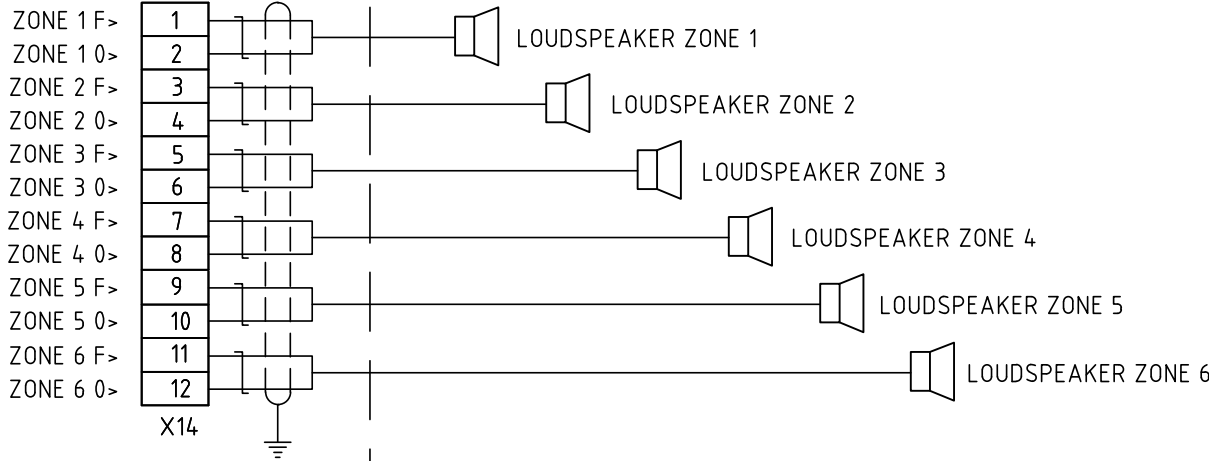 ZONE 1 F>
1
LOUDSPEAKER ZONE 1
ZONE 1 0>
2
ZONE 2 F>
3
LOUDSPEAKER ZONE 2
ZONE 2 0>
4
ZONE 3 F>
5
LOUDSPEAKER ZONE 3
ZONE 3 0>
6
ZONE 4 F>
7
LOUDSPEAKER ZONE 4
ZONE 4 0>
8
ZONE 5 F>
9
LOUDSPEAKER ZONE 5
ZONE 5 0>
10
ZONE 6 F>
11
LOUDSPEAKER ZONE 6
ZONE 6 0>
12
X14